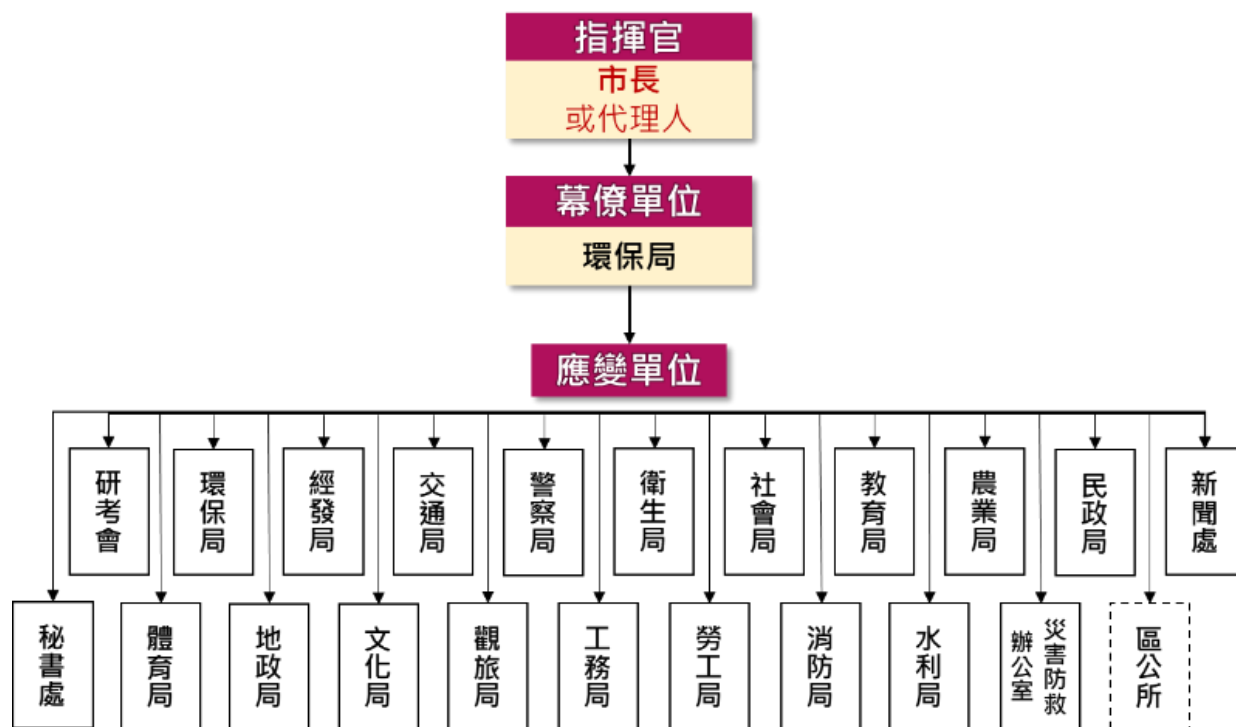 指揮官
市長
或代理人
幕僚單位
環保局
應變單位
研考會
環保局
經發局
交通局
警察局
衛生局
社會局
教育局
農業局
民政局
新聞處
秘書處
體育局
地政局
文化局
觀旅局
工務局
勞工局
消防局
水利局
災害防救
辦公室
區公所